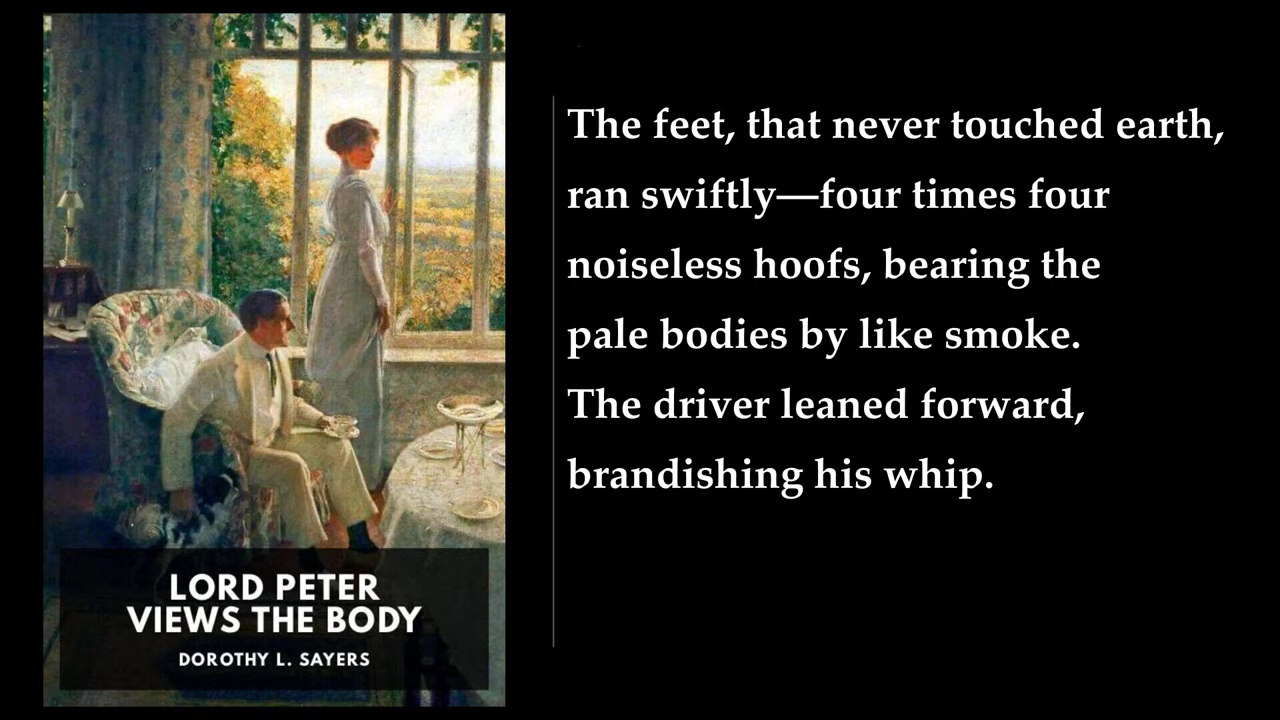 The feet, that never touched earth,
ran swiftly—four times four
noiseless hoofs, bearing the
pale bodies by like smoke.
The driver leaned forward,
brandishing his whip.
LORD PETER
VIEWS THE BODY
DOROTHY L. SAYERS